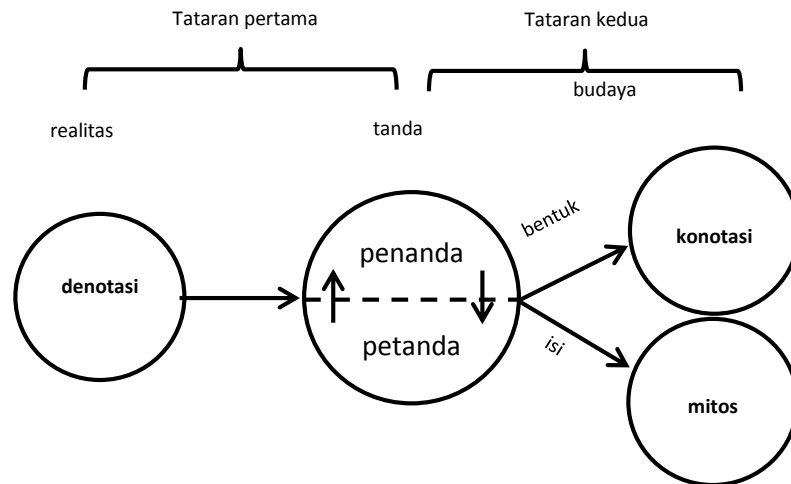 Tataran pertama
Tataran kedua
budaya
realitas
tanda
bentuk
denotasi
penanda
petanda
konotasi
isi
mitos